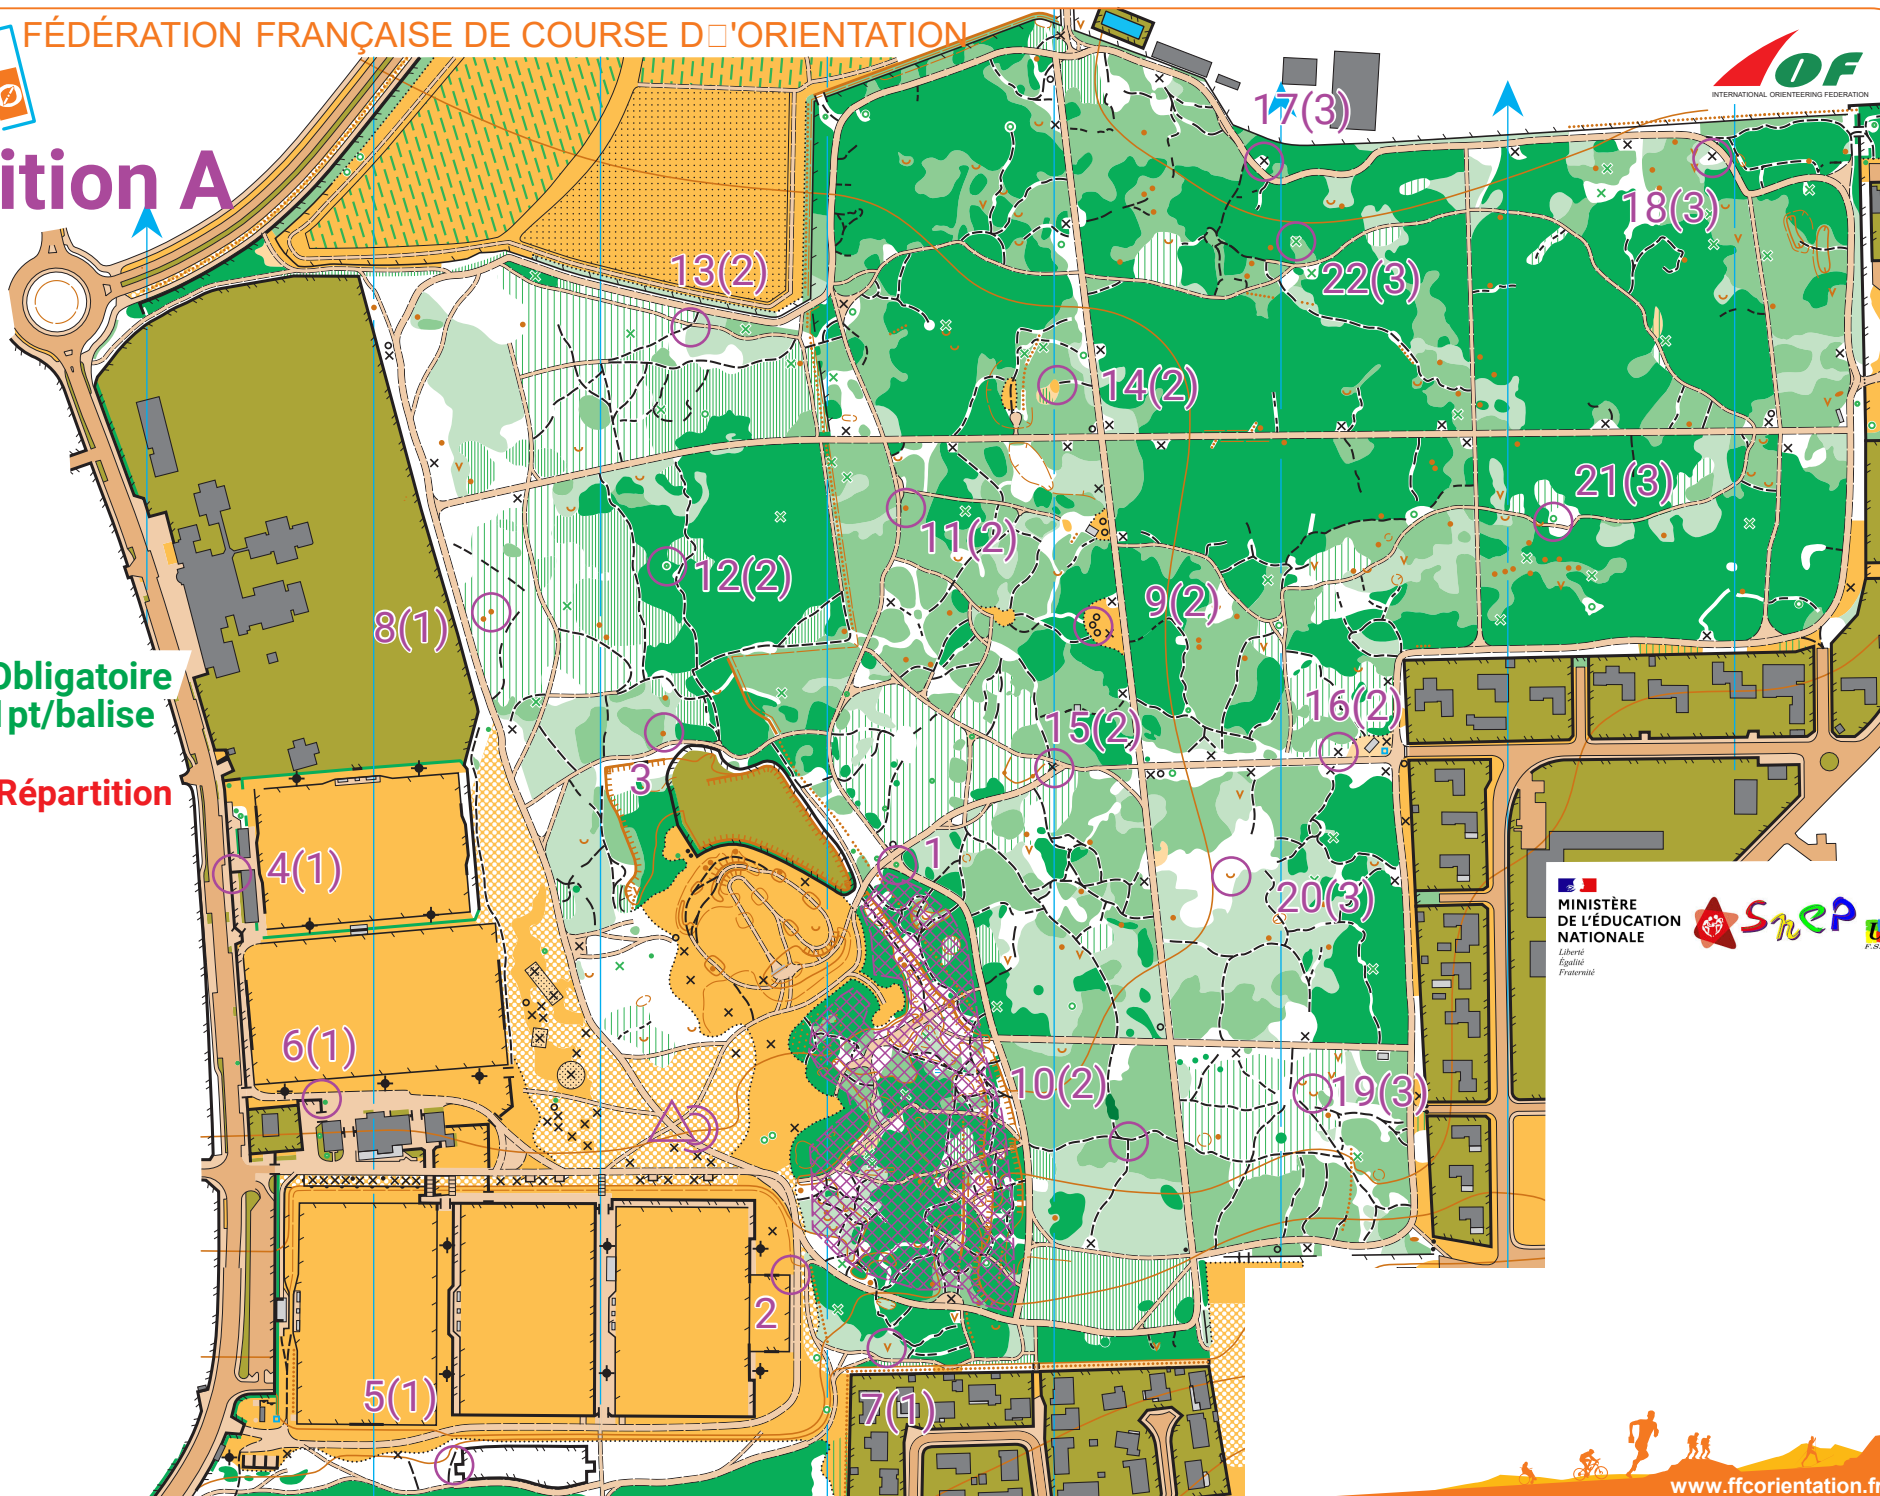 FÉDÉRATION FRANÇAISE DE COURSE D□'ORIENTATION
IOF
INTERNATIONAL ORIENTEERING FEDERATION
ition A
17(3)
18(3)
13(2)
22(3)
14(2)
21(3)
11(2)
12(2)
9(2)
8(1)
Obligatoire
1pt/balise
16(2)
15(2)
3
Répartition
1
4(1)
20(3)
MINISTÈRE
DE L'ÉDUCATION
NATIONALE
Liberté
Égalité
Fraternité
SneP
6(1)
10(2)
19(3)
2
5(1)
7(1)
www.ffcorientation.fr